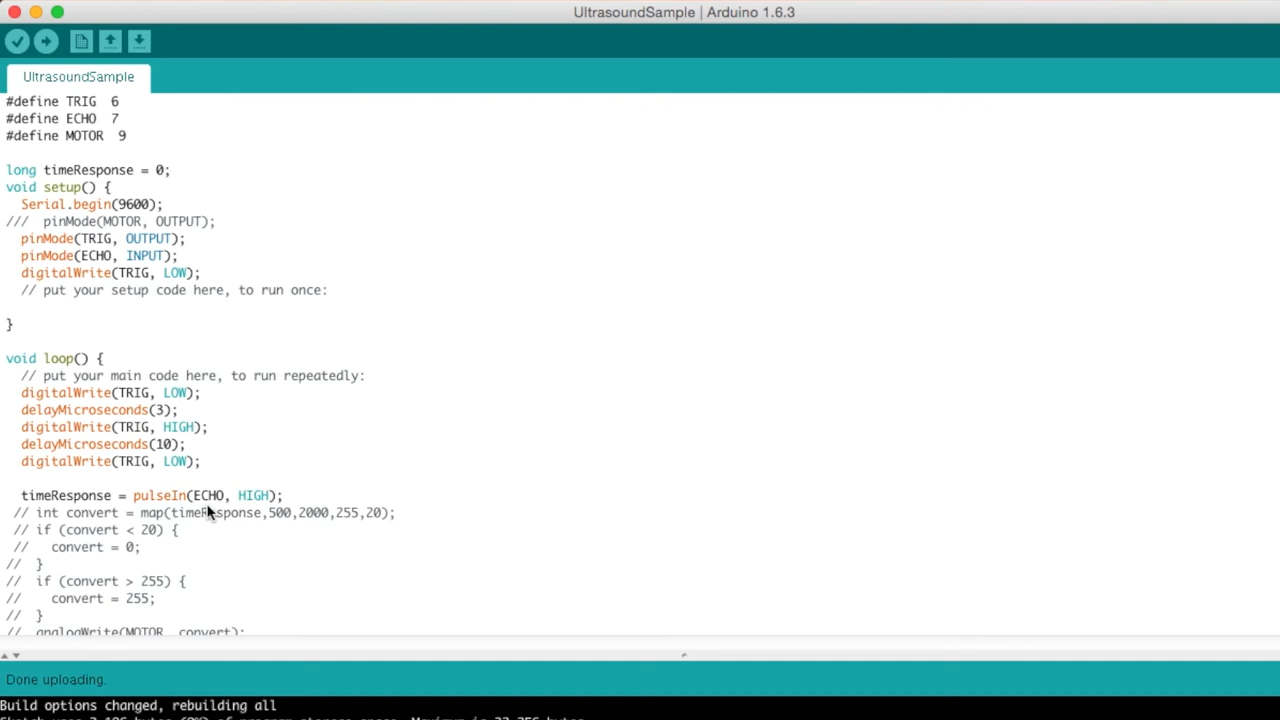 UltrasoundSample | Arduino 1.6.3
UltrasoundSample
#define TRIG  6
#define ECHO  7
#define MOTOR  9
long timeResponse = 0;
void setup() {
  Serial.begin(9600);
///  pinMode(MOTOR, OUTPUT);
  pinMode(TRIG, OUTPUT);
  pinMode(ECHO, INPUT);
  digitalWrite(TRIG, LOW);
  // put your setup code here, to run once:
}
void loop() {
  // put your main code here, to run repeatedly:
  digitalWrite(TRIG, LOW);
  delayMicroseconds(3);
  digitalWrite(TRIG, HIGH);
  delayMicroseconds(10);
  digitalWrite(TRIG, LOW);
  timeResponse = pulseIn(ECHO, HIGH);
 // int convert = map(timeResponse,500,2000,255,20);
 // if (convert < 20) {
 //   convert = 0;
//  }
//  if (convert > 255) {
//    convert = 255;
//  }
//  analogWrite(MOTOR, convert);
Done uploading.
Build options changed, rebuilding all